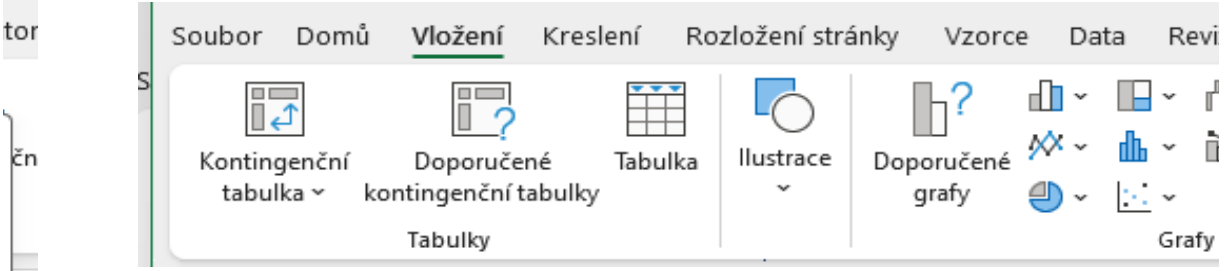 tor
Soubor Domů Vložení Kreslení Rozložení stránky Vzorce Data Revi
S
čn
Kontingenční Doporučené Tabulka Ilustrace Doporučené
tabulka kontingenční tabulky grafy
Tabulky Grafy